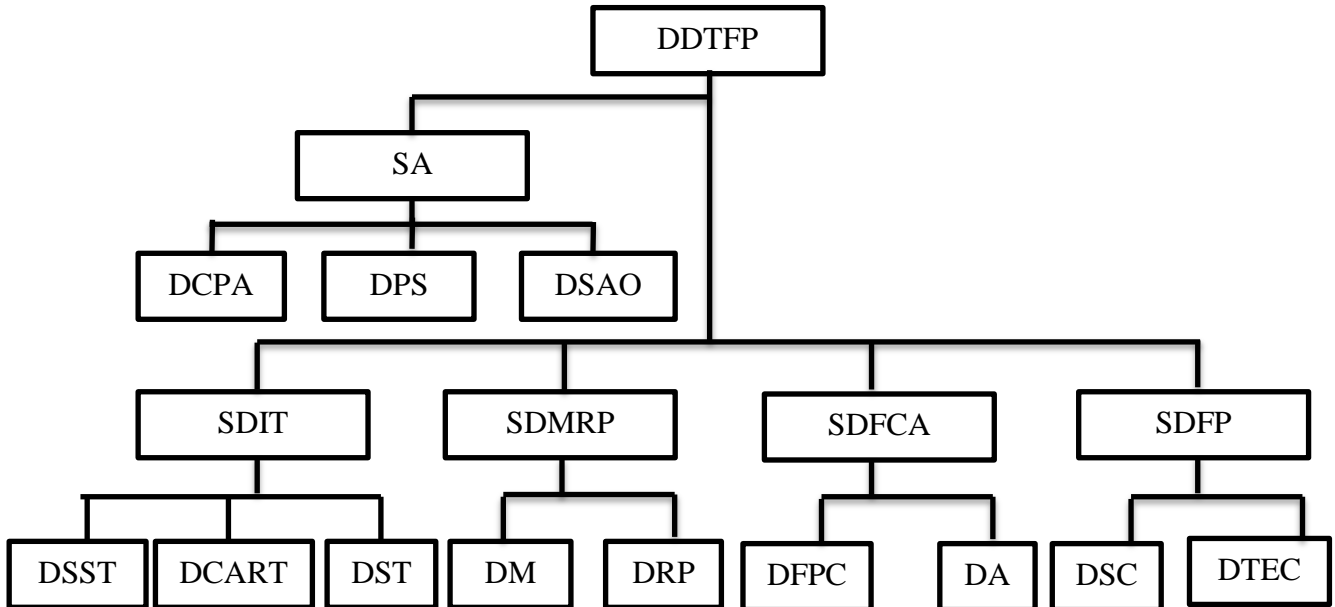 DDTFP
SA
DCPA DPS DSAO
SDIT SDMRP SDFCA SDFP
DSST DCART DST DM DRP DFPC DA DSC DTEC